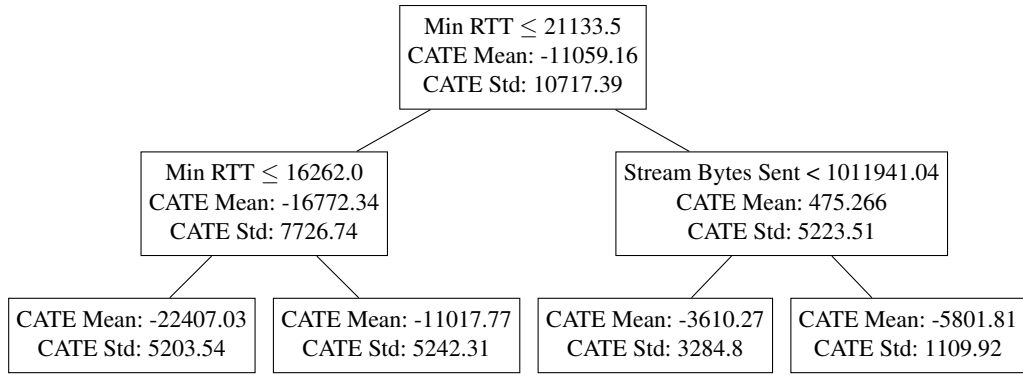 Min RTT ≤ 21133.5
CATE Mean: -11059.16
CATE Std: 10717.39
Min RTT ≤ 16262.0
CATE Mean: -16772.34
CATE Std: 7726.74
Stream Bytes Sent < 1011941.04
CATE Mean: 475.266
CATE Std: 5223.51
CATE Mean: -22407.03
CATE Std: 5203.54
CATE Mean: -11017.77
CATE Std: 5242.31
CATE Mean: -3610.27
CATE Std: 3284.8
CATE Mean: -5801.81
CATE Std: 1109.92